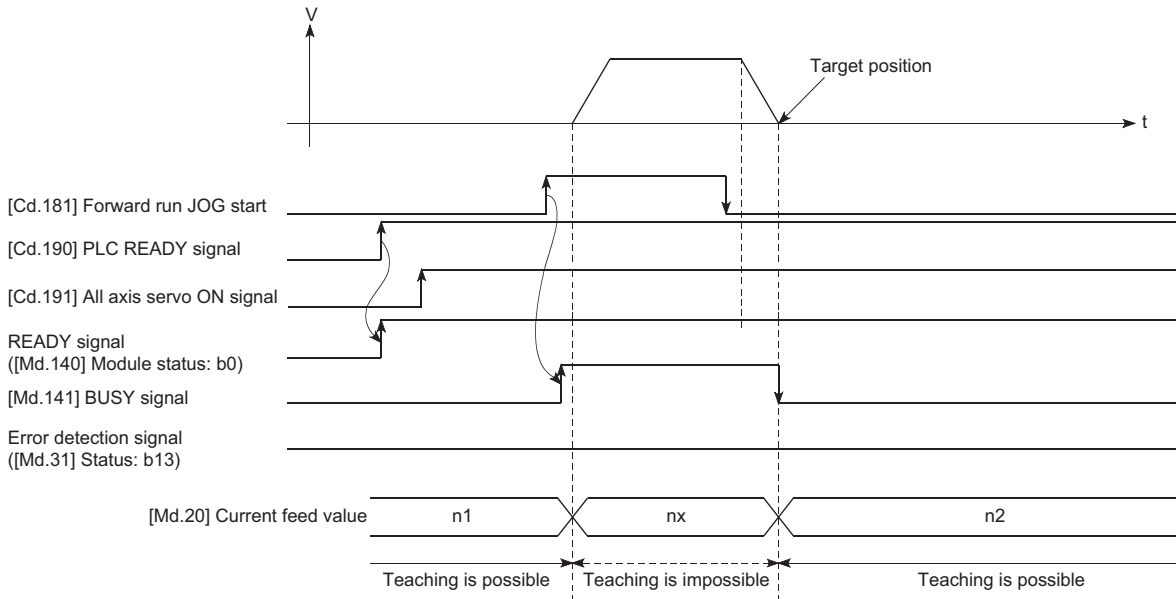 V
Target position
t
[Cd.181] Forward run JOG start
[Cd.190] PLC READY signal
[Cd.191] All axis servo ON signal
READY signal
([Md.140] Module status: b0)
[Md.141] BUSY signal
Error detection signal
([Md.31] Status: b13)
[Md.20] Current feed value
n1
nx
n2
Teaching is possible
Teaching is impossible
Teaching is possible